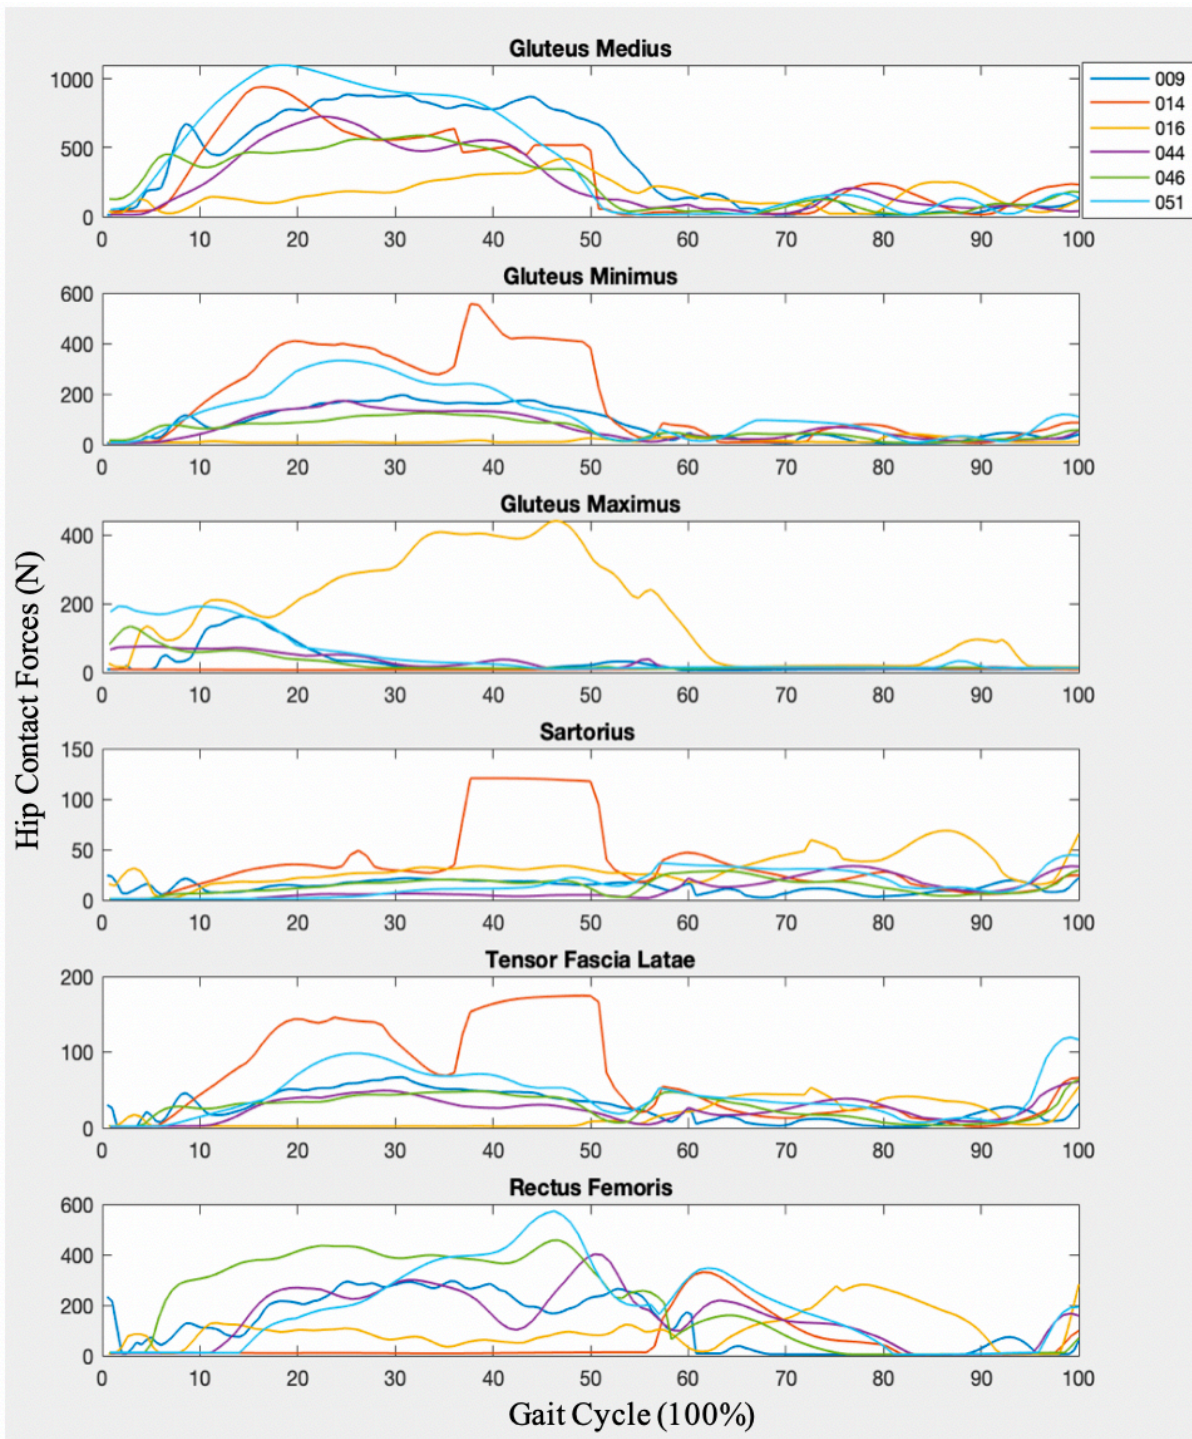 Gluteus Medius
1000
500
0
0 10 20 30 40 50 60 70 80 90 100
009
014
016
044
046
051
Gluteus Minimus
600
400
200
0
0 10 20 30 40 50 60 70 80 90 100
Gluteus Maximus
400
200
0
0 10 20 30 40 50 60 70 80 90 100
Hip Contact Forces (N)
Sartorius
150
100
50
0
0 10 20 30 40 50 60 70 80 90 100
Tensor Fascia Latae
200
100
0
0 10 20 30 40 50 60 70 80 90 100
Rectus Femoris
600
400
200
0
0 10 20 30 40 50 60 70 80 90 100
Gait Cycle (100%)